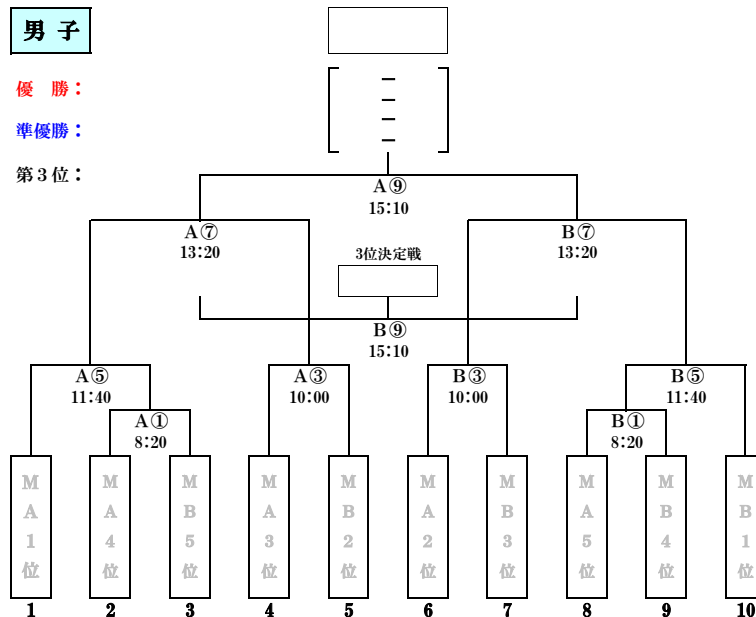 男 子
優　勝：
準優勝：
第３位：
ー
ー
ー
ー
A⑨
15:10
A⑦
13:20
B⑦
13:20
3位決定戦
B⑨
15:10
A⑤
11:40
A③
10:00
B③
10:00
B⑤
11:40
A①
8:20
B①
8:20
MA1位
MA4位
MB5位
MA3位
MB2位
MA2位
MB3位
MA5位
MB4位
MB1位
1 2 3 4 5 6 7 8 9 10